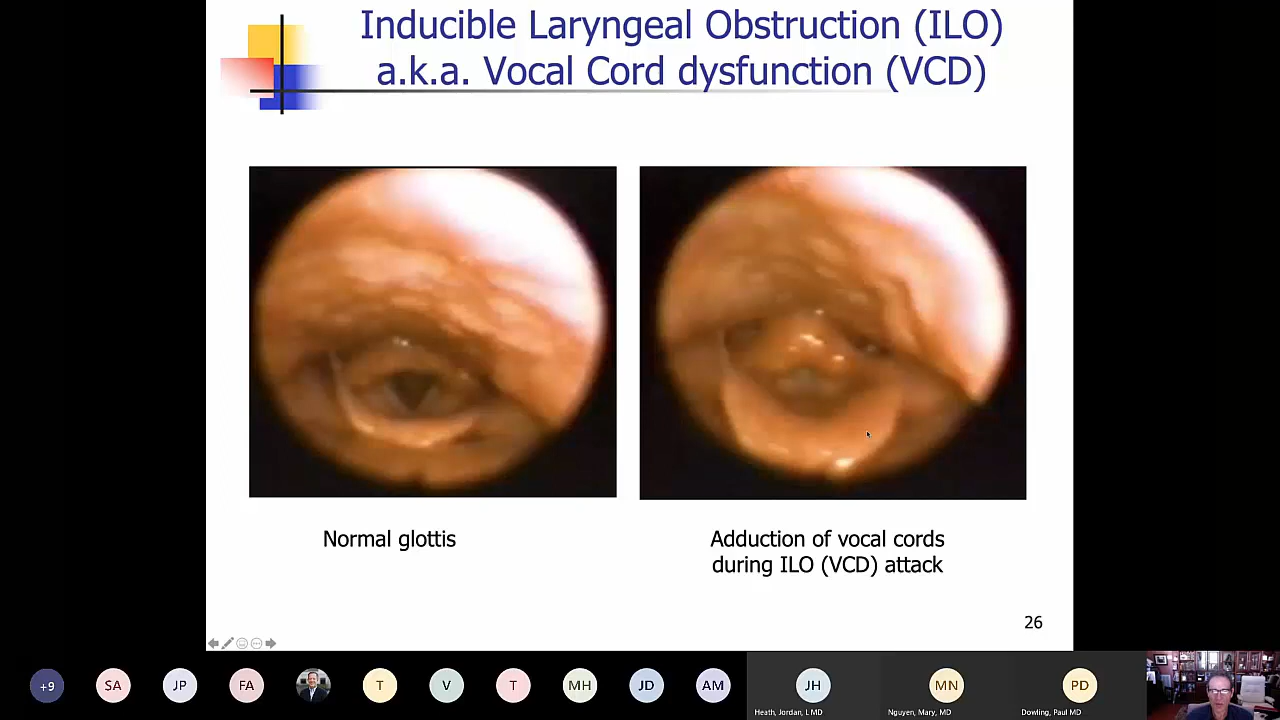 Inducible Laryngeal Obstruction (ILO)
a.k.a. Vocal Cord dysfunction (VCD)
Normal glottis
Adduction of vocal cords
during ILO (VCD) attack
26
+9
SA
JP
FA
T
V
T
MH
JD
AM
JH
MN
PD
Heath, Jordan, L MD
Nguyen, Mary, MD
Dowling, Paul MD